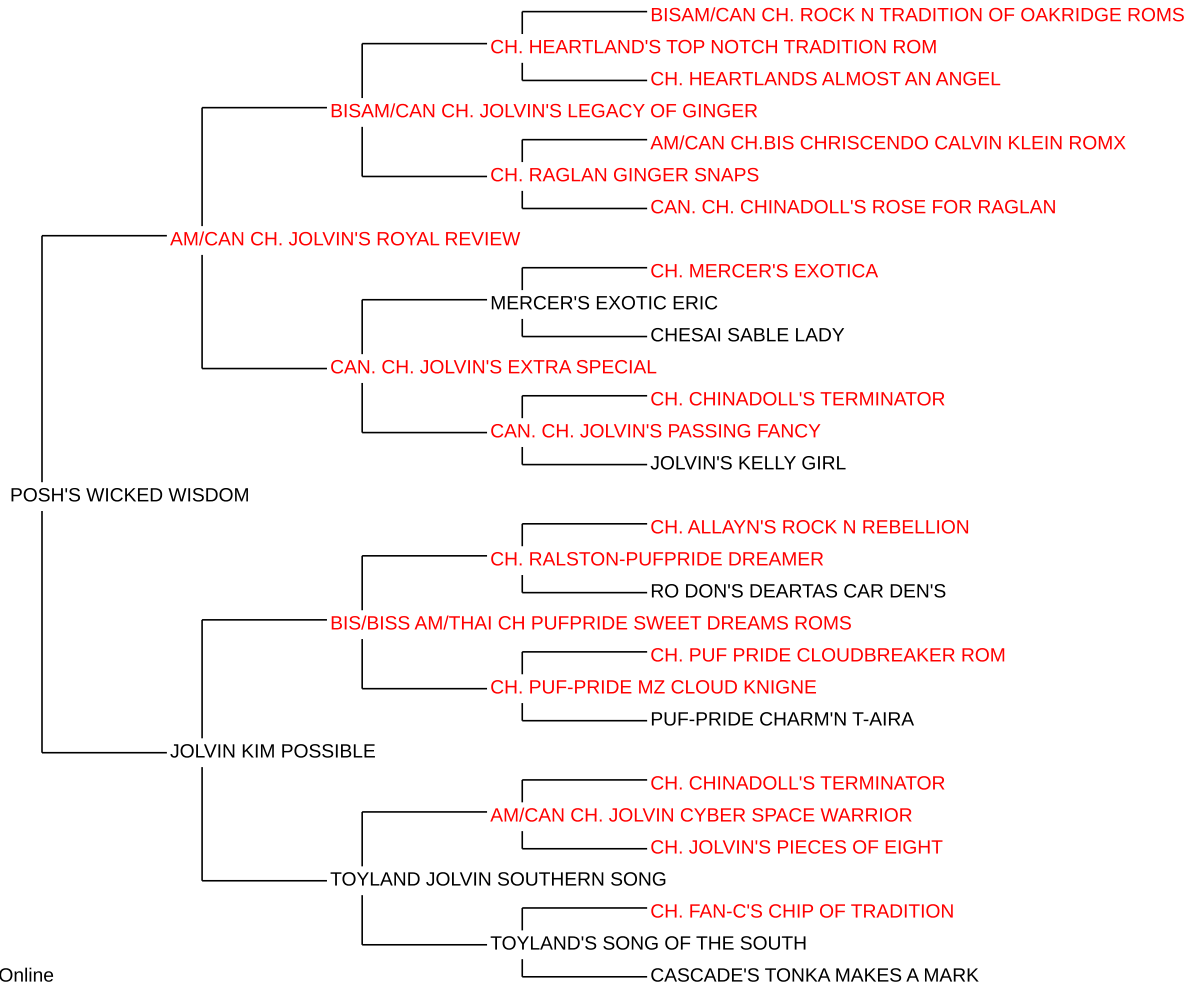 BISAM/CAN CH. ROCK N TRADITION OF OAKRIDGE ROMS
CH. HEARTLAND'S TOP NOTCH TRADITION ROM
CH. HEARTLANDS ALMOST AN ANGEL
BISAM/CAN CH. JOLVIN'S LEGACY OF GINGER
AM/CAN CH.BIS CHRISCENDO CALVIN KLEIN ROMX
CH. RAGLAN GINGER SNAPS
CAN. CH. CHINADOLL'S ROSE FOR RAGLAN
AM/CAN CH. JOLVIN'S ROYAL REVIEW
CH. MERCER'S EXOTICA
MERCER'S EXOTIC ERIC
CHESAI SABLE LADY
CAN. CH. JOLVIN'S EXTRA SPECIAL
CH. CHINADOLL'S TERMINATOR
CAN. CH. JOLVIN'S PASSING FANCY
JOLVIN'S KELLY GIRL
POSH'S WICKED WISDOM
CH. ALLAYN'S ROCK N REBELLION
CH. RALSTON-PUFPRIDE DREAMER
RO DON'S DEARTAS CAR DEN'S
BIS/BISS AM/THAI CH PUFPRIDE SWEET DREAMS ROMS
CH. PUF PRIDE CLOUDBREAKER ROM
CH. PUF-PRIDE MZ CLOUD KNIGNE
PUF-PRIDE CHARM'N T-AIRA
JOLVIN KIM POSSIBLE
CH. CHINADOLL'S TERMINATOR
AM/CAN CH. JOLVIN CYBER SPACE WARRIOR
CH. JOLVIN'S PIECES OF EIGHT
TOYLAND JOLVIN SOUTHERN SONG
CH. FAN-C'S CHIP OF TRADITION
TOYLAND'S SONG OF THE SOUTH
CASCADE'S TONKA MAKES A MARK
Online